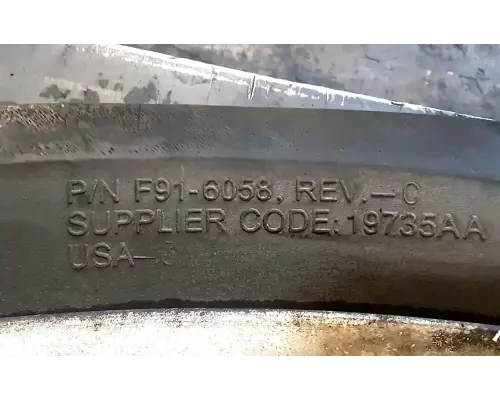 P/N F91-6058, REV.-C
SUPPLIER CODE: 19735AA
USA-3